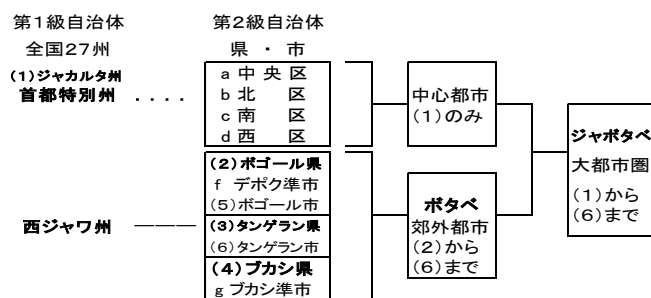 第1級自治体
全国27州
(1)ジャカルタ州
首都特別州 ....
西ジャワ州 ———
第2級自治体
県・市
a 中央区
b 北 区
c 南 区
d 西 区
(2)ボゴール県
f デポク準市
(5)ボゴール市
(3)タンゲラン県
(6)タンゲラン市
(4)ブカシ県
g ブカシ準市
中心都市
(1)のみ
ボタベ
郊外都市
(2)から
(6)まで
ジャボタベ
大都市圏
(1)から
(6)まで